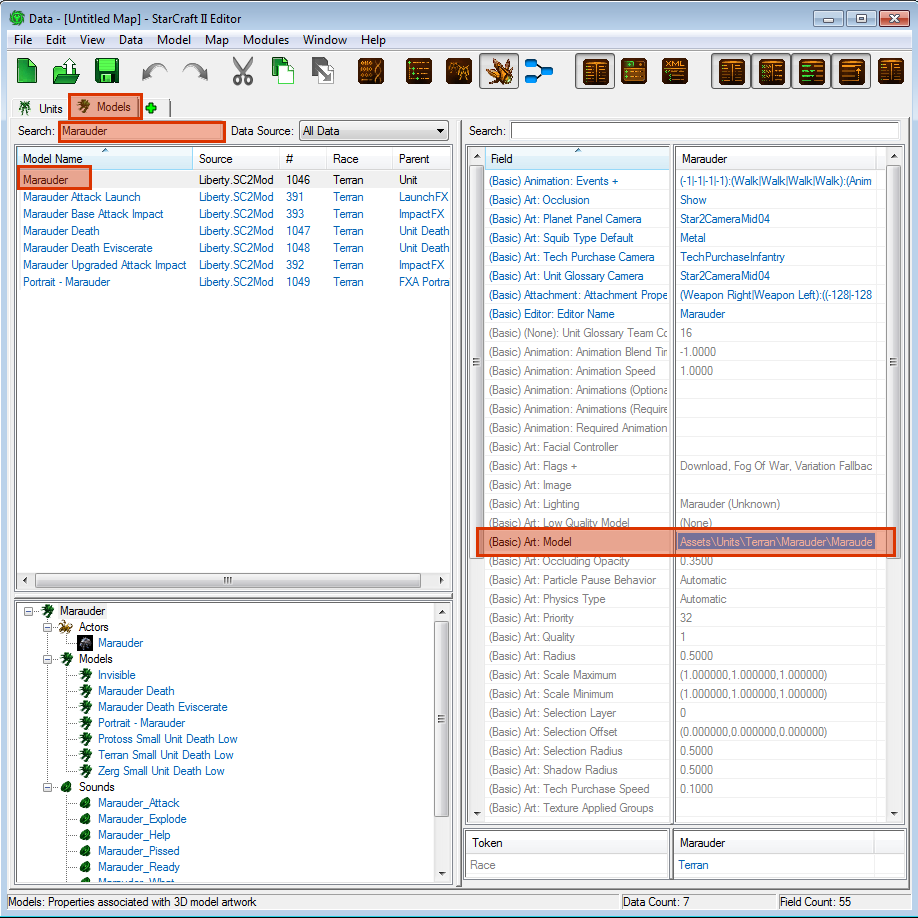 Data - [Untitled Map] - StarCraft II Editor
File Edit View Data Model Map Modules Window Help
XML
Units Models
Search: Marauder Data Source: All Data
Model Name Source # Race Parent
Marauder Liberty.SC2Mod 1046 Terran Unit
Marauder Attack Launch Liberty.SC2Mod 391 Terran LaunchFX
Marauder Base Attack Impact Liberty.SC2Mod 393 Terran ImpactFX
Marauder Death Liberty.SC2Mod 1047 Terran Unit Death
Marauder Death Eviscerate Liberty.SC2Mod 1048 Terran Unit Death
Marauder Upgraded Attack Impact Liberty.SC2Mod 392 Terran ImpactFX
Portrait - Marauder Liberty.SC2Mod 1049 Terran FXA Portra
Marauder
Actors
Marauder
Models
Invisible
Marauder Death
Marauder Death Eviscerate
Portrait - Marauder
Protoss Small Unit Death Low
Terran Small Unit Death Low
Zerg Small Unit Death Low
Sounds
Marauder_Attack
Marauder_Explode
Marauder_Help
Marauder_Pissed
Marauder_Ready
Marauder_What
Search:
Field Marauder
(Basic) Animation: Events + (-1|-1|-1|-1):(Walk|Walk|Walk|Walk):(Anim
(Basic) Art: Occlusion Show
(Basic) Art: Planet Panel Camera Star2CameraMid04
(Basic) Art: Squib Type Default Metal
(Basic) Art: Tech Purchase Camera TechPurchaseInfantry
(Basic) Art: Unit Glossary Camera Star2CameraMid04
(Basic) Attachment: Attachment Prope (Weapon Right|Weapon Left):((-128|-128
(Basic) Editor: Editor Name Marauder
(Basic) (None): Unit Glossary Team Co 16
(Basic) Animation: Animation Blend Tim -1.0000
(Basic) Animation: Animation Speed 1.0000
(Basic) Animation: Animations (Optiona
(Basic) Animation: Animations (Require
(Basic) Animation: Required Animation
(Basic) Art: Facial Controller
(Basic) Art: Flags + Download, Fog Of War, Variation Fallbac
(Basic) Art: Image
(Basic) Art: Lighting Marauder (Unknown)
(Basic) Art: Low Quality Model (None)
(Basic) Art: Model Assets\Units\Terran\Marauder\Maraude
(Basic) Art: Occluding Opacity 0.3500
(Basic) Art: Particle Pause Behavior Automatic
(Basic) Art: Physics Type Automatic
(Basic) Art: Priority 32
(Basic) Art: Quality 1
(Basic) Art: Radius 0.5000
(Basic) Art: Scale Maximum (1.000000,1.000000,1.000000)
(Basic) Art: Scale Minimum (1.000000,1.000000,1.000000)
(Basic) Art: Selection Layer 0
(Basic) Art: Selection Offset (0.000000,0.000000,0.000000)
(Basic) Art: Selection Radius 0.5000
(Basic) Art: Shadow Radius 0.5000
(Basic) Art: Tech Purchase Speed 0.1000
(Basic) Art: Texture Applied Groups
Token Marauder
Race Terran
Models: Properties associated with 3D model artwork Data Count: 7 Field Count: 55